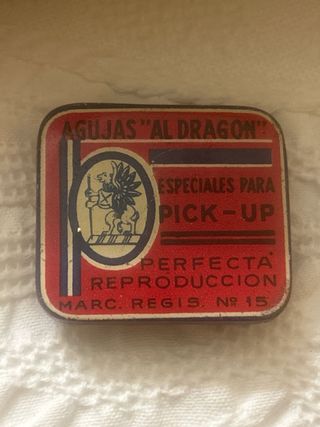 AGUJAS "AL DRAGON"
ESPECIALES PARA
PICK-UP
PERFECTA
REPRODUCCION
MARC. REGIS. Nº 15